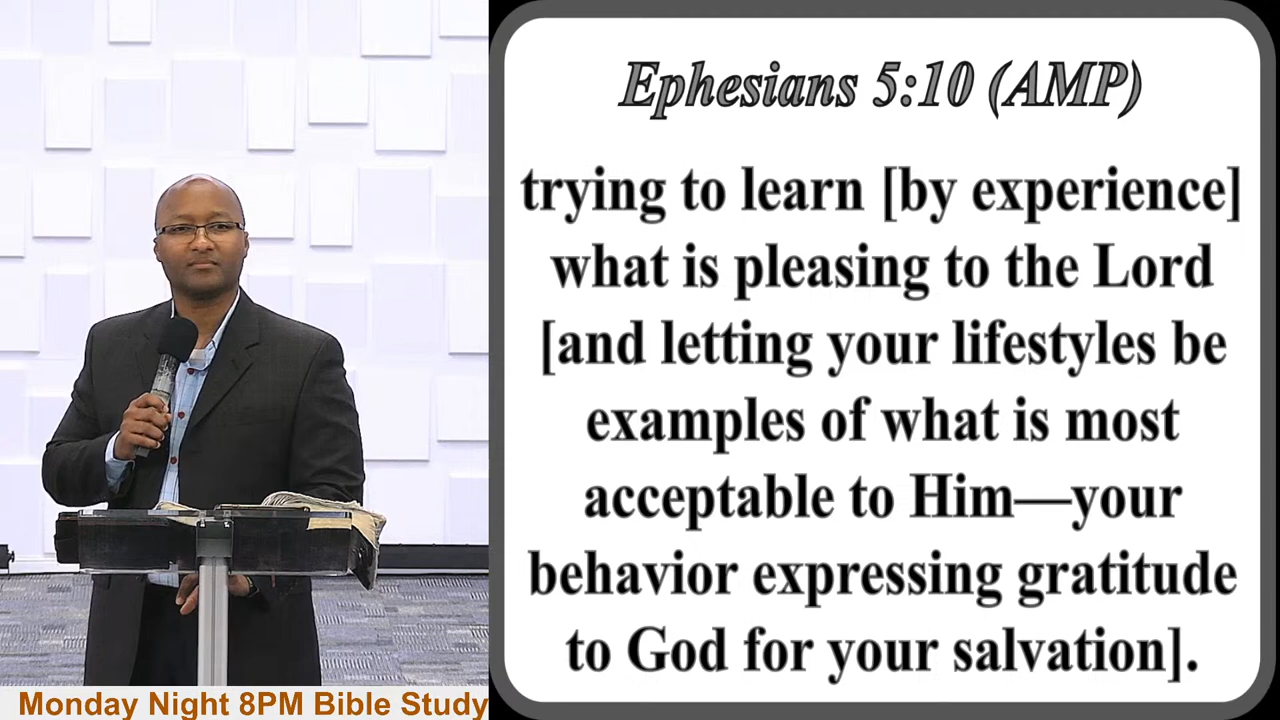 Ephesians 5:10 (AMP)
trying to learn [by experience]
what is pleasing to the Lord
[and letting your lifestyles be
examples of what is most
acceptable to Him—your
behavior expressing gratitude
to God for your salvation].
Monday Night 8PM Bible Study